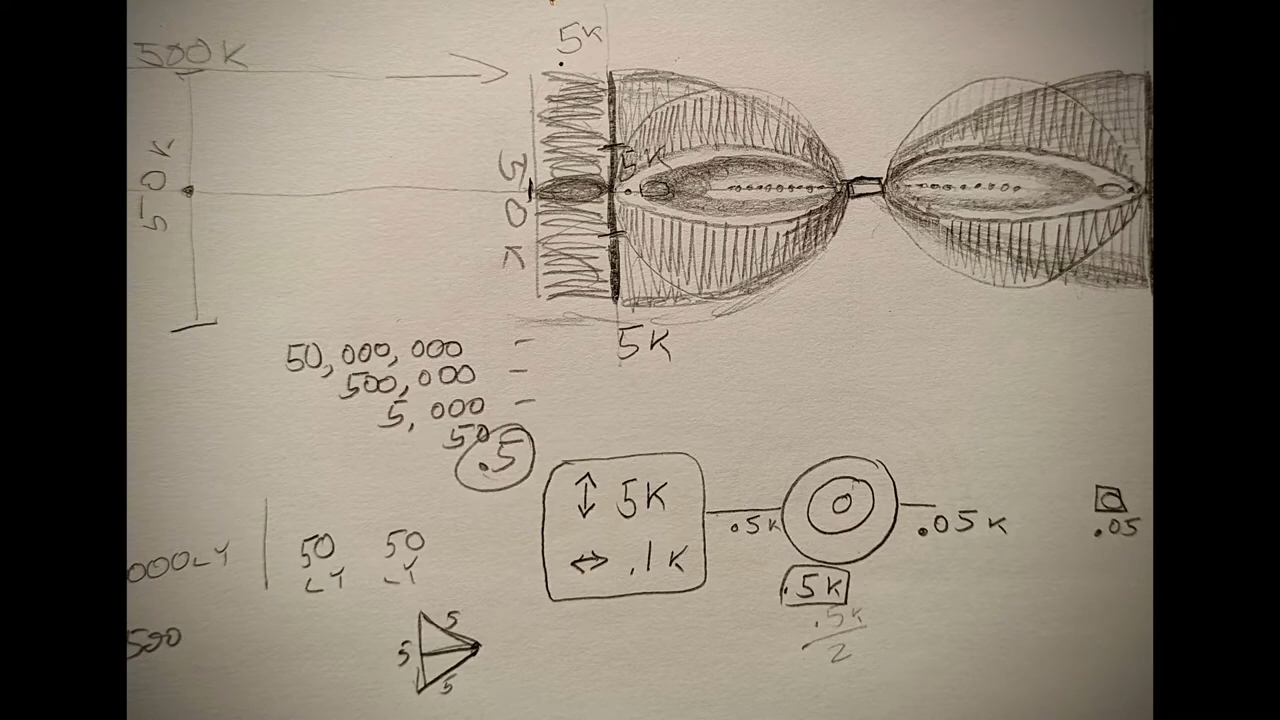 500K
.5K
50K
50K
5K
5K
50,000,000 -
500,000 -
5,000 -
50
.5
↕ 5K
↔ .1K
.5K
.05K
.05
.5K
.5K
2
000LY
50 50
LY LY
500
5
5
5